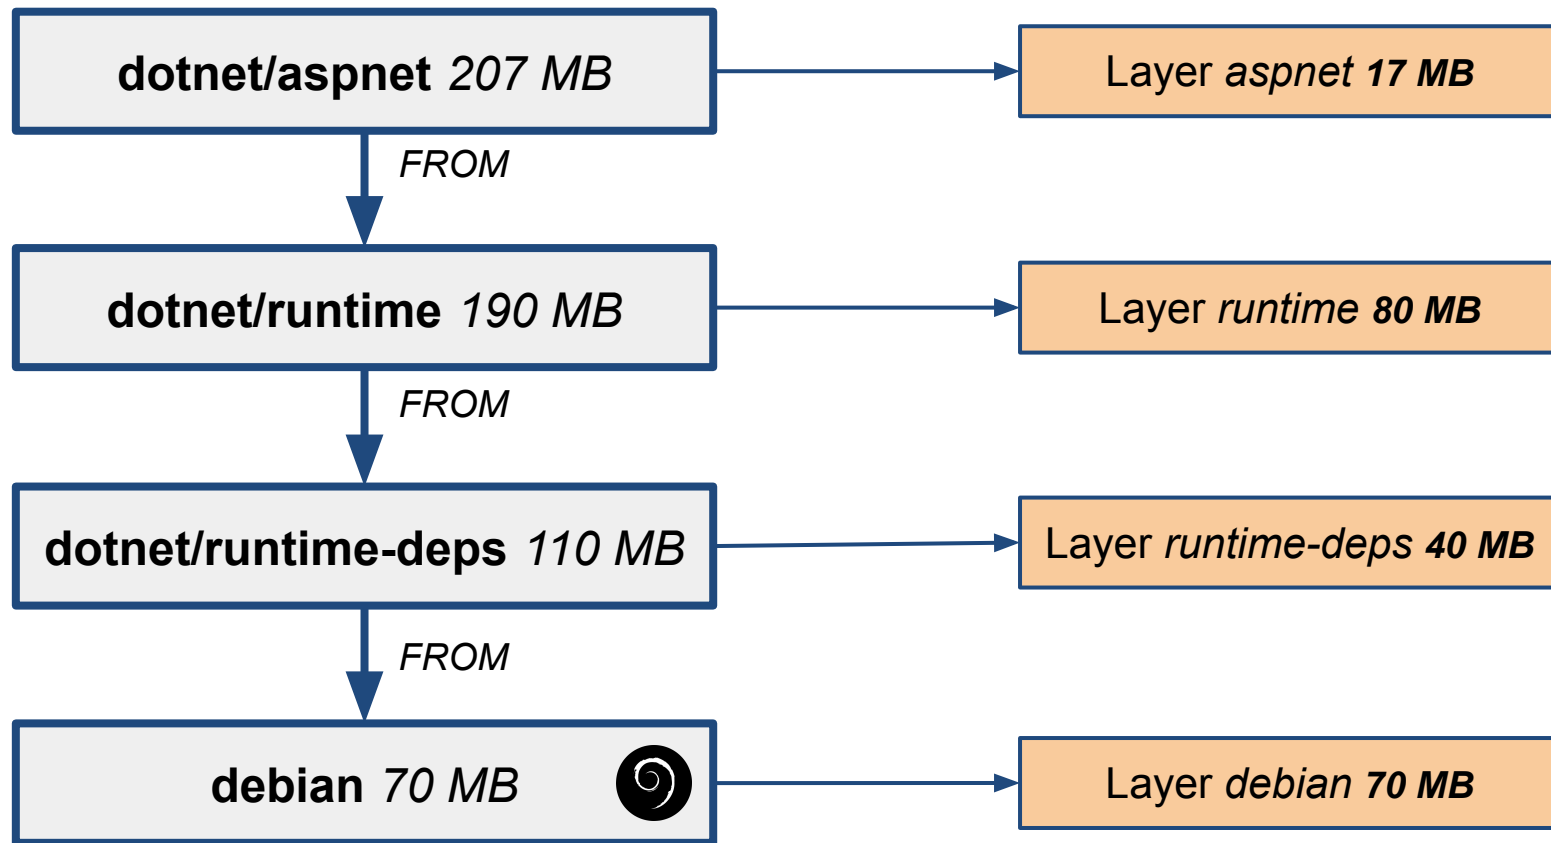 dotnet/aspnet 207 MB
Layer aspnet 17 MB
FROM
dotnet/runtime 190 MB
Layer runtime 80 MB
FROM
dotnet/runtime-deps 110 MB
Layer runtime-deps 40 MB
FROM
debian 70 MB
Layer debian 70 MB